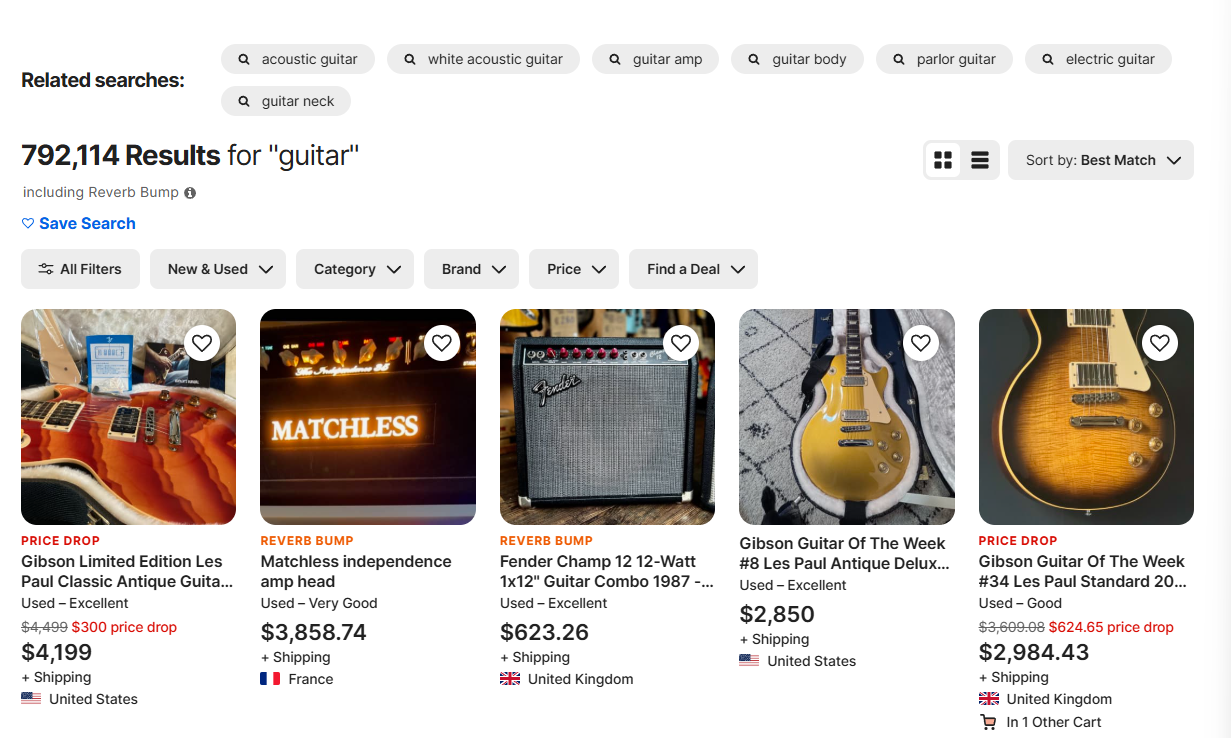 Related searches:
acoustic guitar
white acoustic guitar
guitar amp
guitar body
parlor guitar
electric guitar
guitar neck
792,114 Results for "guitar"
including Reverb Bump
Save Search
Sort by: Best Match
All Filters
New & Used
Category
Brand
Price
Find a Deal
PRICE DROP
Gibson Limited Edition Les
Paul Classic Antique Guita...
Used – Excellent
$4,499 $300 price drop
$4,199
+ Shipping
United States
The Independence 35
MATCHLESS
REVERB BUMP
Matchless independence
amp head
Used – Very Good
$3,858.74
+ Shipping
France
Fender
REVERB BUMP
Fender Champ 12 12-Watt
1x12" Guitar Combo 1987 -...
Used – Excellent
$623.26
+ Shipping
United Kingdom
Gibson Guitar Of The Week
#8 Les Paul Antique Delux...
Used – Excellent
$2,850
+ Shipping
United States
PRICE DROP
Gibson Guitar Of The Week
#34 Les Paul Standard 20...
Used – Good
$3,609.08 $624.65 price drop
$2,984.43
+ Shipping
United Kingdom
In 1 Other Cart